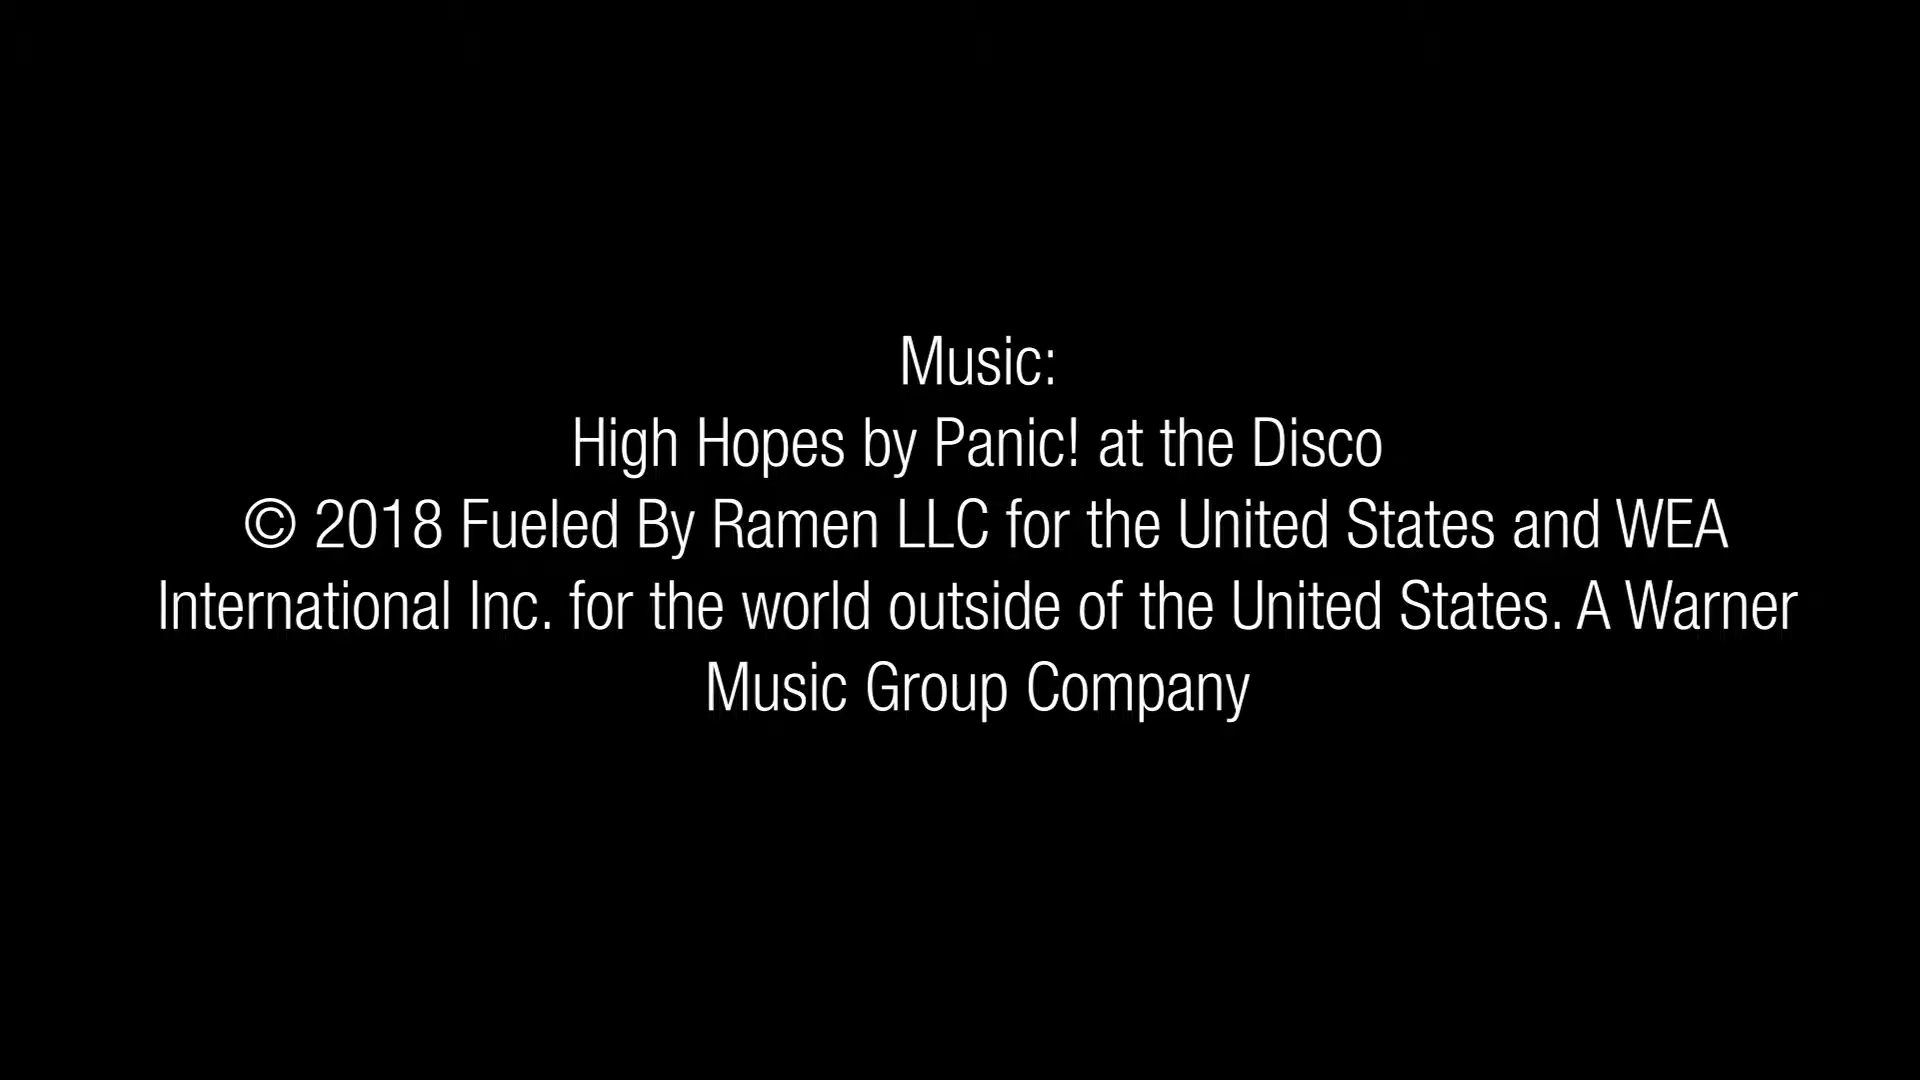 Music:
High Hopes by Panic! at the Disco
© 2018 Fueled By Ramen LLC for the United States and WEA
International Inc. for the world outside of the United States. A Warner
Music Group Company